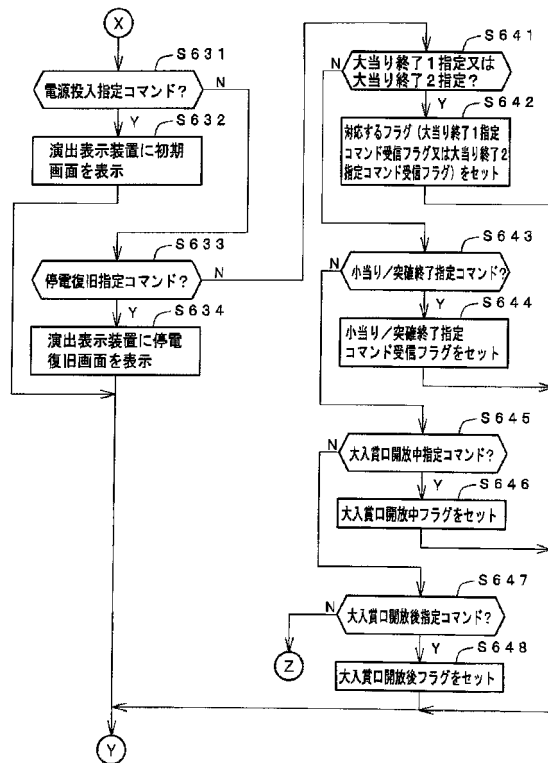 X
S631
電源投入指定コマンド?
N
Y
S632
演出表示装置に初期
画面を表示
S633
停電復旧指定コマンド?
N
Y
S634
演出表示装置に停電
復旧画面を表示
Y
S641
大当り終了1指定又は
大当り終了2指定?
N
Y
S642
対応するフラグ(大当り終了1指定
コマンド受信フラグ又は大当り終了2
指定コマンド受信フラグ)をセット
S643
小当り/突確終了指定コマンド?
N
Y
S644
小当り/突確終了指定
コマンド受信フラグをセット
S645
大入賞口開放中指定コマンド?
N
Y
S646
大入賞口開放中フラグをセット
S647
大入賞口開放後指定コマンド?
N
Z
Y
S648
大入賞口開放後フラグをセット